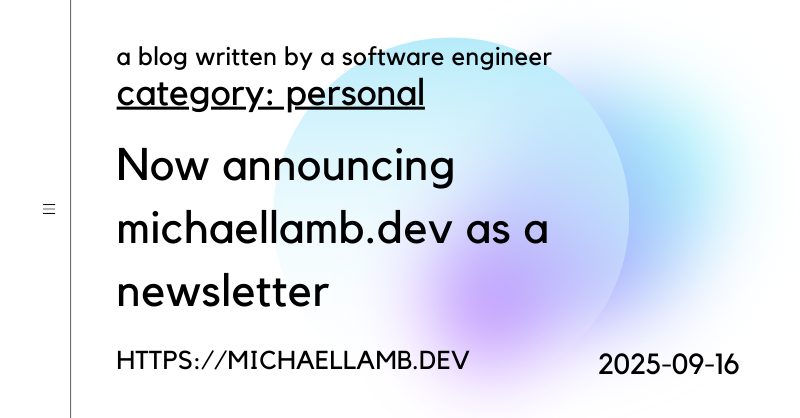 a blog written by a software engineer
category: personal
Now announcing
michaellamb.dev as a
newsletter
HTTPS://MICHAELLAMB.DEV
2025-09-16